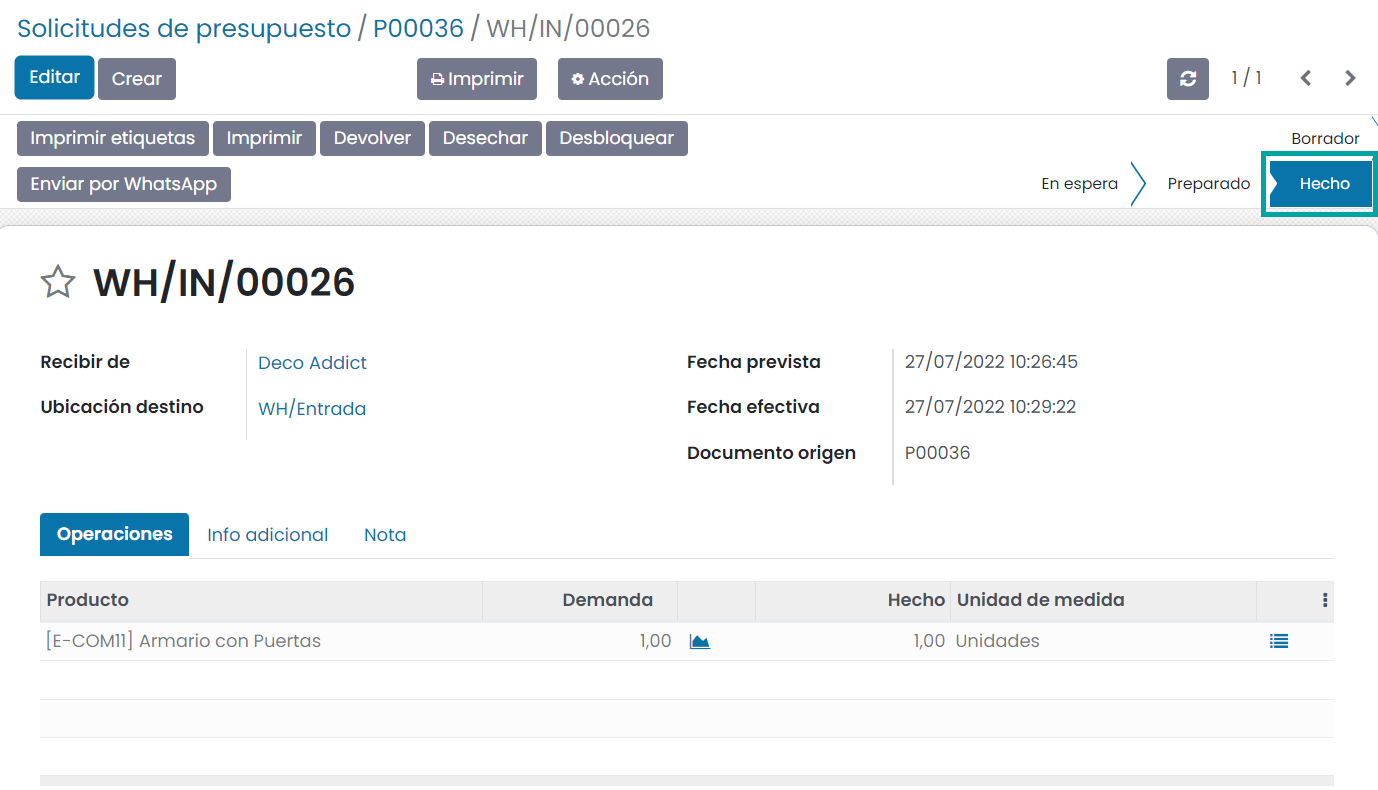 Solicitudes de presupuesto / P00036 / WH/IN/00026
Editar Crear Imprimir Acción 1 / 1
Imprimir etiquetas Imprimir Devolver Desechar Desbloquear Borrador
Enviar por WhatsApp En espera Preparado Hecho
WH/IN/00026
Recibir de Deco Addict Fecha prevista 27/07/2022 10:26:45
Ubicación destino WH/Entrada Fecha efectiva 27/07/2022 10:29:22
Documento origen P00036
Operaciones Info adicional Nota
Producto Demanda Hecho Unidad de medida
[E-COM11] Armario con Puertas 1,00 1,00 Unidades